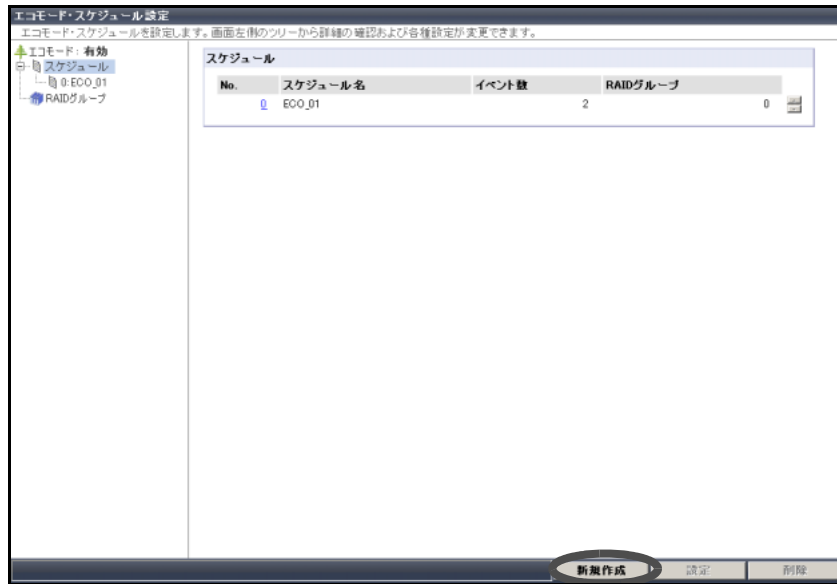 エコモード・スケジュール設定
エコモード・スケジュールを設定します。画面左側のツリーから詳細の確認および各種設定が変更できます。
エコモード: 有効
スケジュール
0:ECO_01
RAIDグループ
スケジュール
No. スケジュール名 イベント数 RAIDグループ
0 ECO_01 2 0
新規作成 設定 削除